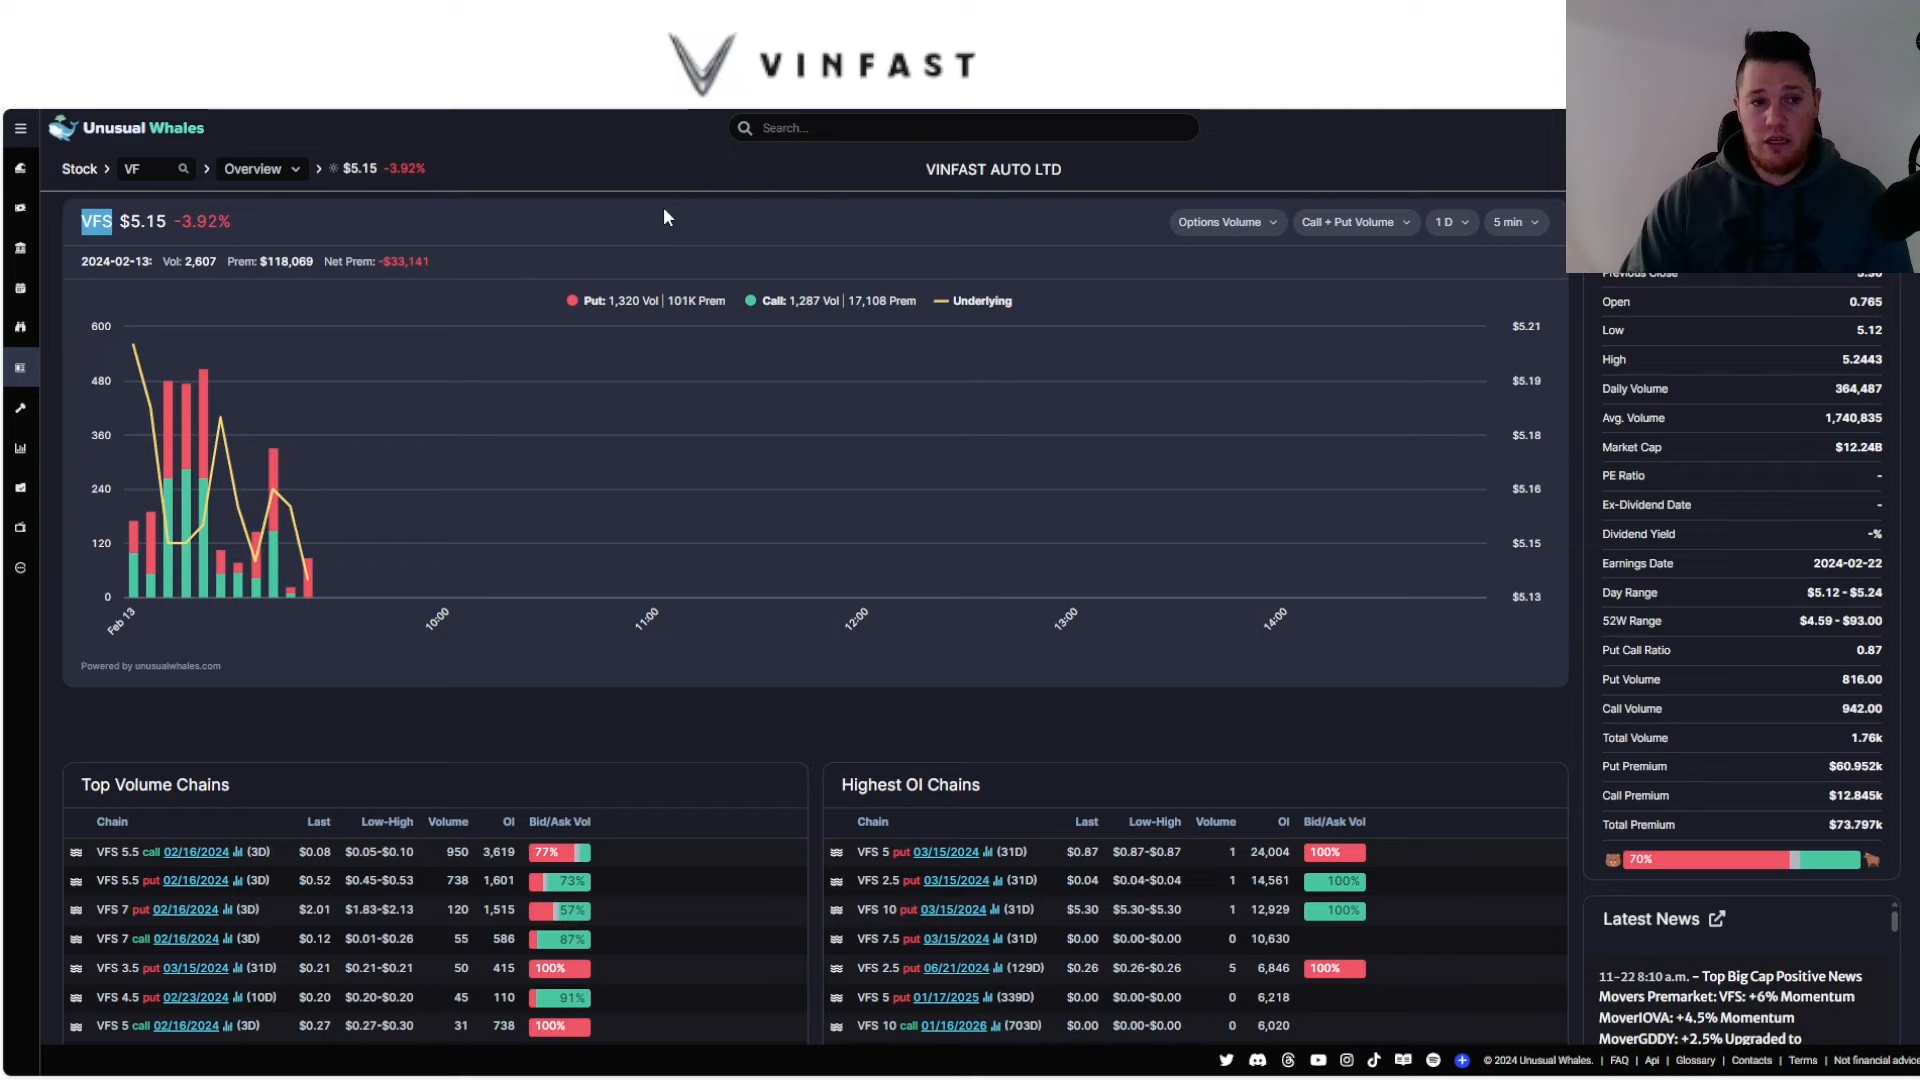 VINFAST
Unusual Whales
Search...
Stock > VF > Overview > $5.15 -3.92%
VINFAST AUTO LTD
VFS $5.15 -3.92%
Options Volume
Call + Put Volume
1 D
5 min
2024-02-13: Vol: 2,607 Prem: $118,069 Net Prem: -$33,141
Put: 1,320 Vol | 101K Prem Call: 1,287 Vol | 17,108 Prem Underlying
600 $5.21
480 $5.19
360 $5.18
240 $5.16
120 $5.15
0 $5.13
Feb 13 10:00 11:00 12:00 13:00 14:00
Powered by unusualwhales.com
Top Volume Chains
Chain Last Low-High Volume OI Bid/Ask Vol
VFS 5.5 call 02/16/2024 (3D) $0.08 $0.05-$0.10 950 3,619 77%
VFS 5.5 put 02/16/2024 (3D) $0.52 $0.45-$0.53 738 1,601 73%
VFS 7 put 02/16/2024 (3D) $2.01 $1.83-$2.13 120 1,515 57%
VFS 7 call 02/16/2024 (3D) $0.12 $0.01-$0.26 55 586 87%
VFS 3.5 put 03/15/2024 (31D) $0.21 $0.21-$0.21 50 415 100%
VFS 4.5 put 02/23/2024 (10D) $0.20 $0.20-$0.20 45 110 91%
VFS 5 call 02/16/2024 (3D) $0.27 $0.27-$0.30 31 738 100%
Highest OI Chains
Chain Last Low-High Volume OI Bid/Ask Vol
VFS 5 put 03/15/2024 (31D) $0.87 $0.87-$0.87 1 24,004 100%
VFS 2.5 put 03/15/2024 (31D) $0.04 $0.04-$0.04 1 14,561 100%
VFS 10 put 03/15/2024 (31D) $5.30 $5.30-$5.30 1 12,929 100%
VFS 7.5 put 03/15/2024 (31D) $0.00 $0.00-$0.00 0 10,630
VFS 2.5 put 06/21/2024 (129D) $0.26 $0.26-$0.26 5 6,846 100%
VFS 5 put 01/17/2025 (339D) $0.00 $0.00-$0.00 0 6,218
VFS 10 call 01/16/2026 (703D) $0.00 $0.00-$0.00 0 6,020
Previous Close
Open 0.765
Low 5.12
High 5.2443
Daily Volume 364,487
Avg. Volume 1,740,835
Market Cap $12.24B
PE Ratio -
Ex-Dividend Date -
Dividend Yield -%
Earnings Date 2024-02-22
Day Range $5.12 - $5.24
52W Range $4.59 - $93.00
Put Call Ratio 0.87
Put Volume 816.00
Call Volume 942.00
Total Volume 1.76k
Put Premium $60.952k
Call Premium $12.845k
Total Premium $73.797k
70%
Latest News
11-22 8:10 a.m. - Top Big Cap Positive News
Movers Premarket: VFS: +6% Momentum
MoverIOVA: +4.5% Momentum
MoverGDDY: +2.5% Upgraded to
© 2024 Unusual Whales. | FAQ | Api | Glossary | Contacts | Terms | Not financial advice